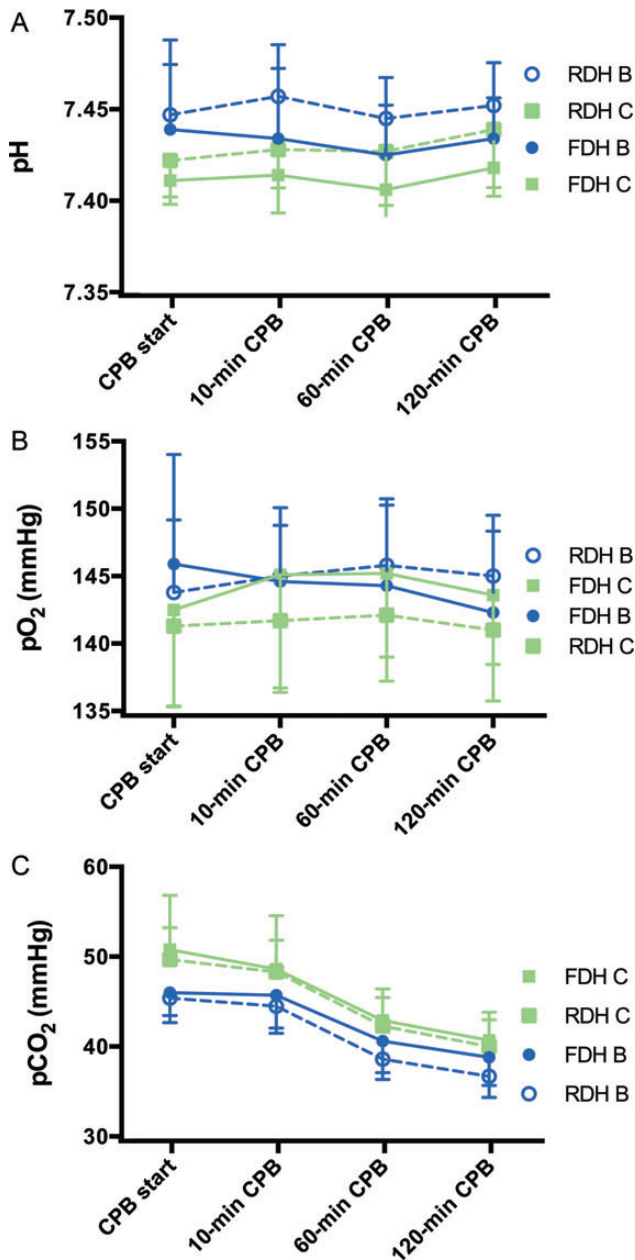 A
pH
7.50
7.45
7.40
7.35
RDH B
RDH C
FDH B
FDH C
CPB start
10-min CPB
60-min CPB
120-min CPB
B
pO2 (mmHg)
155
150
145
140
135
RDH B
FDH C
FDH B
RDH C
CPB start
10-min CPB
60-min CPB
120-min CPB
C
pCO2 (mmHg)
60
50
40
30
FDH C
RDH C
FDH B
RDH B
CPB start
10-min CPB
60-min CPB
120-min CPB